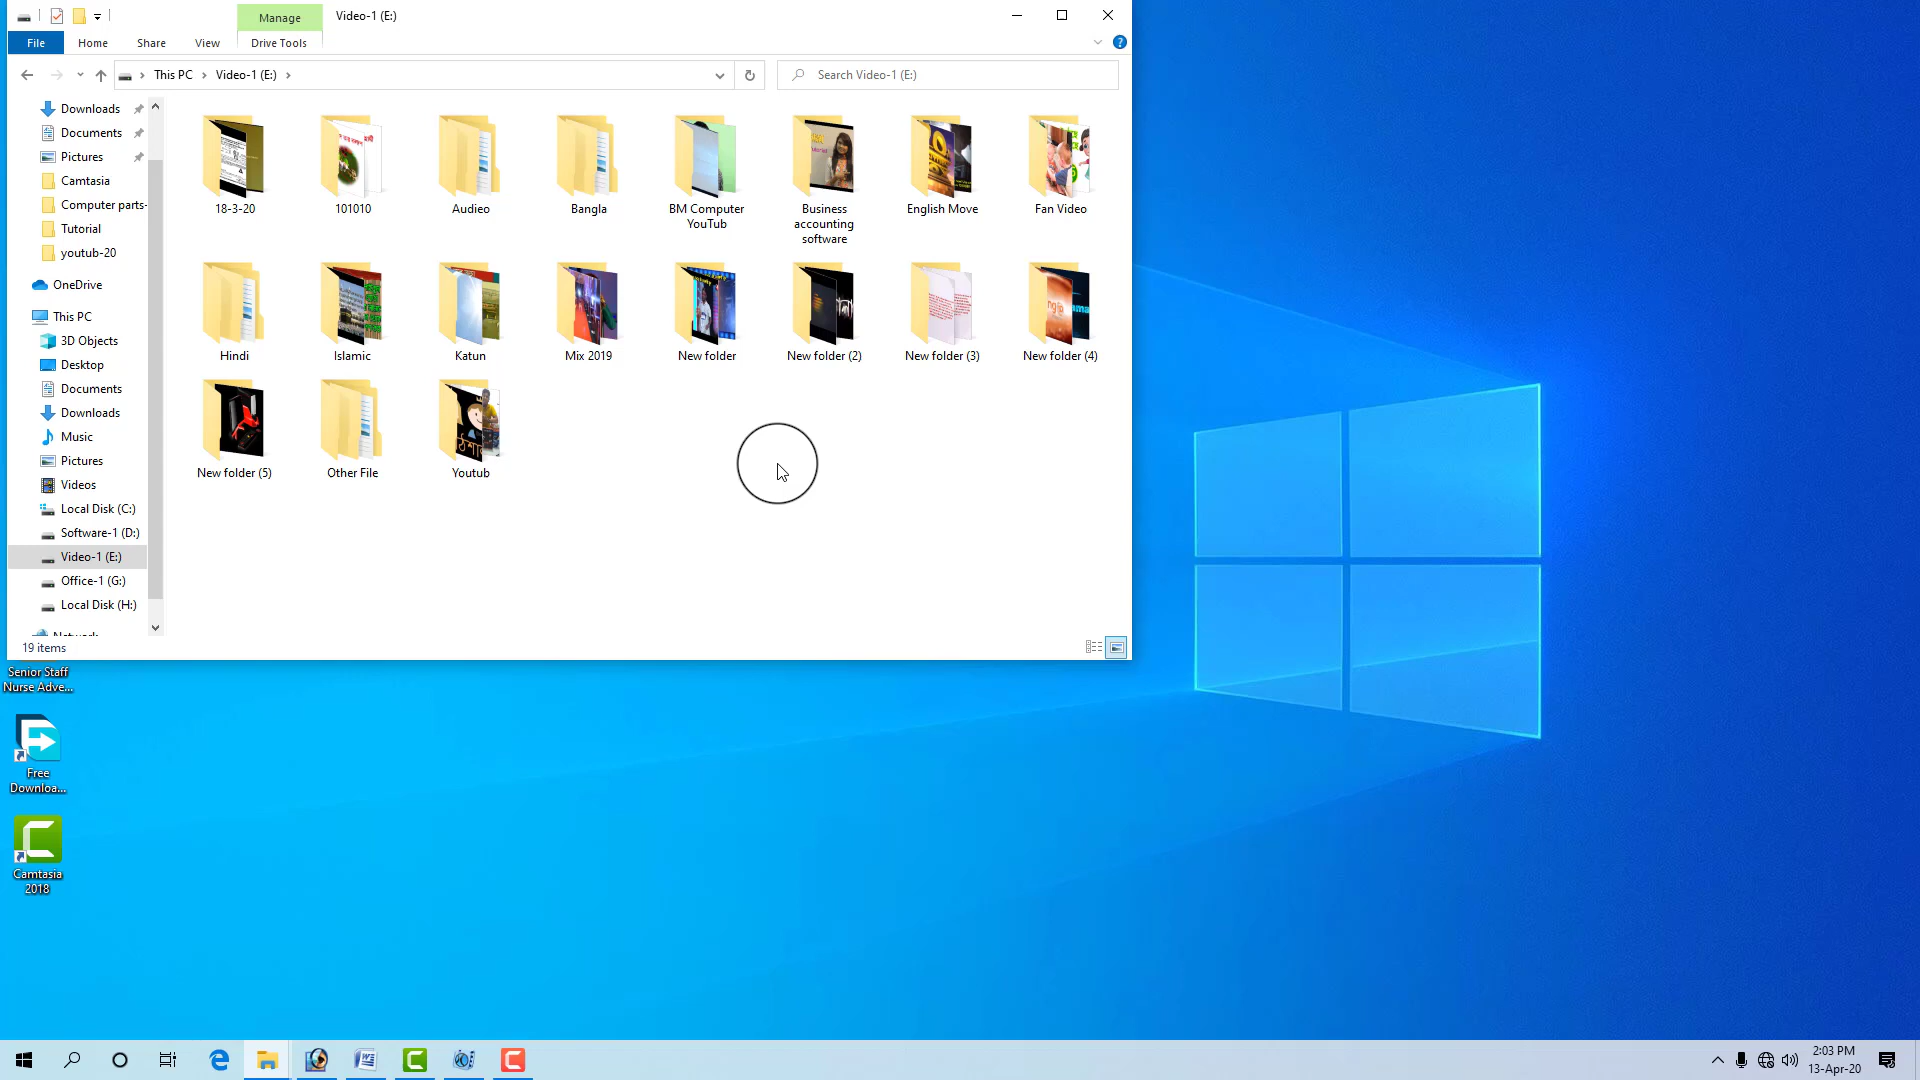 Manage
Video-1 (E:)
File
Home
Share
View
Drive Tools
This PC
Video-1 (E:)
Search Video-1 (E:)
Downloads
Documents
Pictures
Camtasia
Computer parts-
Tutorial
youtub-20
OneDrive
This PC
3D Objects
Desktop
Documents
Downloads
Music
Pictures
Videos
Local Disk (C:)
Software-1 (D:)
Video-1 (E:)
Office-1 (G:)
Local Disk (H:)
Network
18-3-20
101010
Audieo
Bangla
BM Computer
YouTub
Business
accounting
software
English Move
Fan Video
Hindi
Islamic
Katun
Mix 2019
New folder
New folder (2)
New folder (3)
New folder (4)
New folder (5)
Other File
Youtub
19 items
Senior Staff
Nurse Adve...
Free
Downloa...
Camtasia
2018
2:03 PM
13-Apr-20